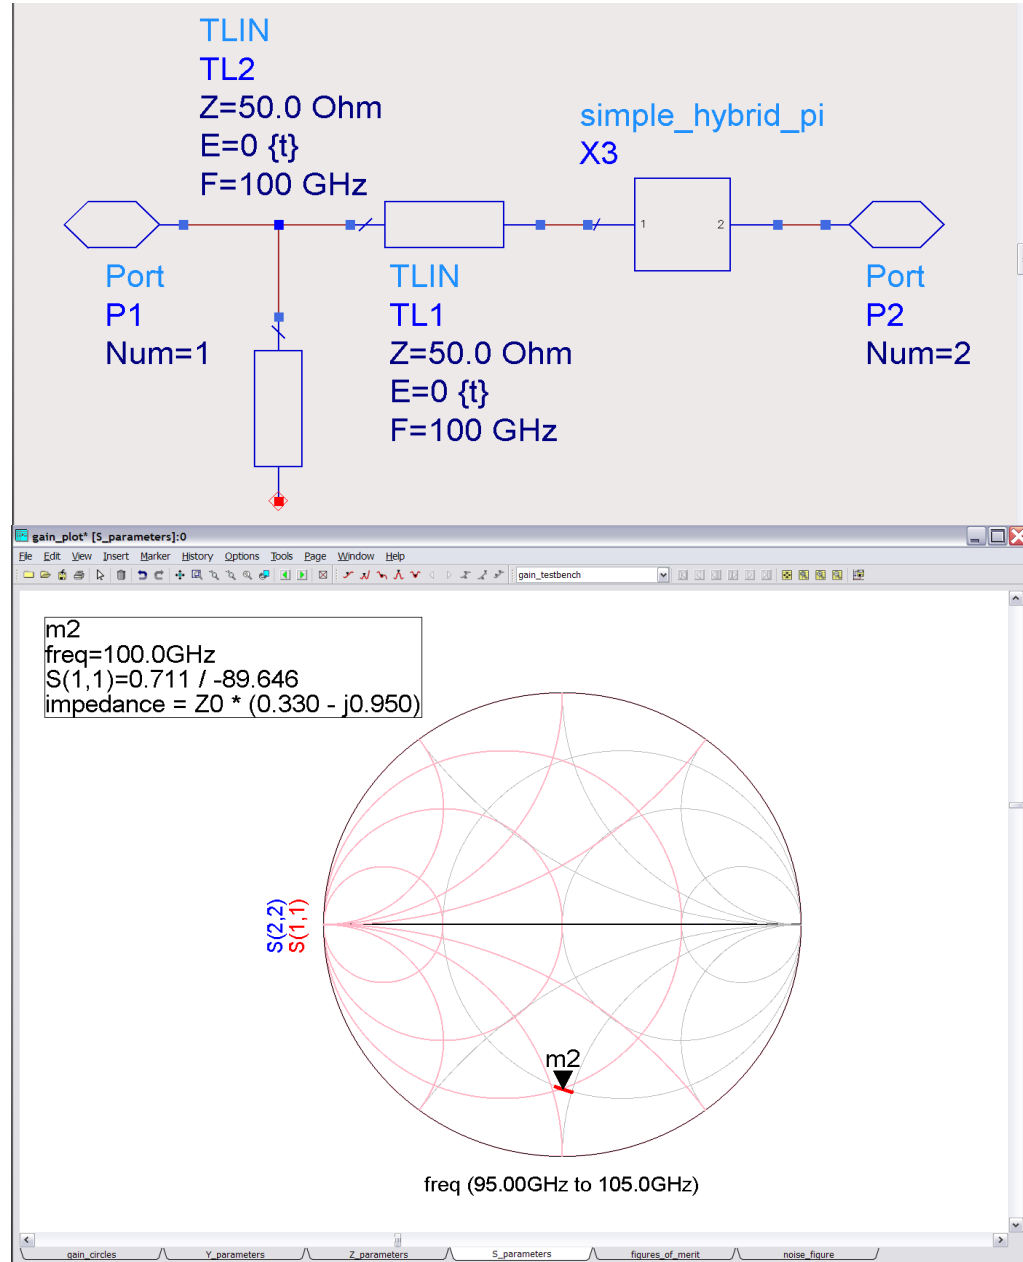 TLIN
TL2
Z=50.0 Ohm
E=0 {t}
F=100 GHz
simple_hybrid_pi
X3
1
2
Port
P1
Num=1
TLIN
TL1
Z=50.0 Ohm
E=0 {t}
F=100 GHz
Port
P2
Num=2
gain_plot* [S_parameters]:0
File Edit View Insert Marker History Options Tools Page Window Help
gain_testbench
m2
freq=100.0GHz
S(1,1)=0.711 / -89.646
impedance = Z0 * (0.330 - j0.950)
S(2,2)
S(1,1)
m2
freq (95.00GHz to 105.0GHz)
gain_circles Y_parameters Z_parameters S_parameters figures_of_merit noise_figure